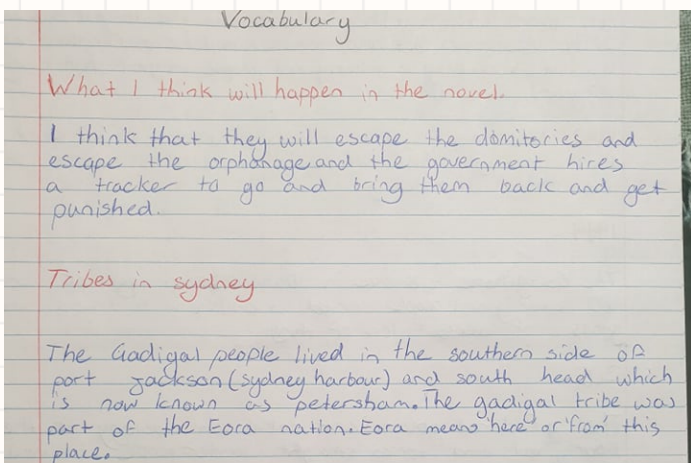 Vocabulary
What I think will happen in the novel.
I think that they will escape the domitories and
escape the orphanage and the government hires
a tracker to go and bring them back and get
punished.
Tribes in sydney
The Gadigal people lived in the southern side of
port Jackson (sydney harbour) and south head which
is now known as petersham. The gadigal tribe was
part of the Eora nation. Eora means 'here' or 'from' this
place.